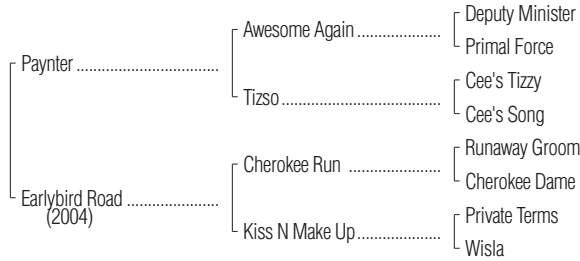 Deputy Minister
Awesome Again
Primal Force
Paynter
Cee's Tizzy
Tizso
Cee's Song
Runaway Groom
Cherokee Run
Cherokee Dame
Earlybird Road
(2004)
Private Terms
Kiss N Make Up
Wisla